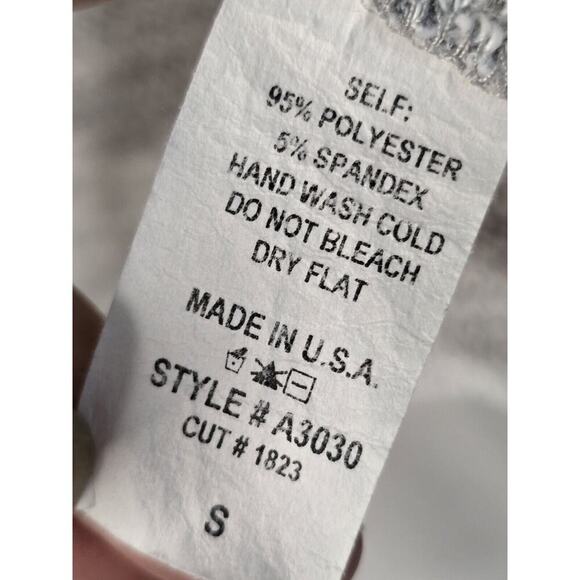 SELF:
95% POLYESTER
5% SPANDEX
HAND WASH COLD
DO NOT BLEACH
DRY FLAT
MADE IN U.S.A.
STYLE # A3030
CUT # 1823
S